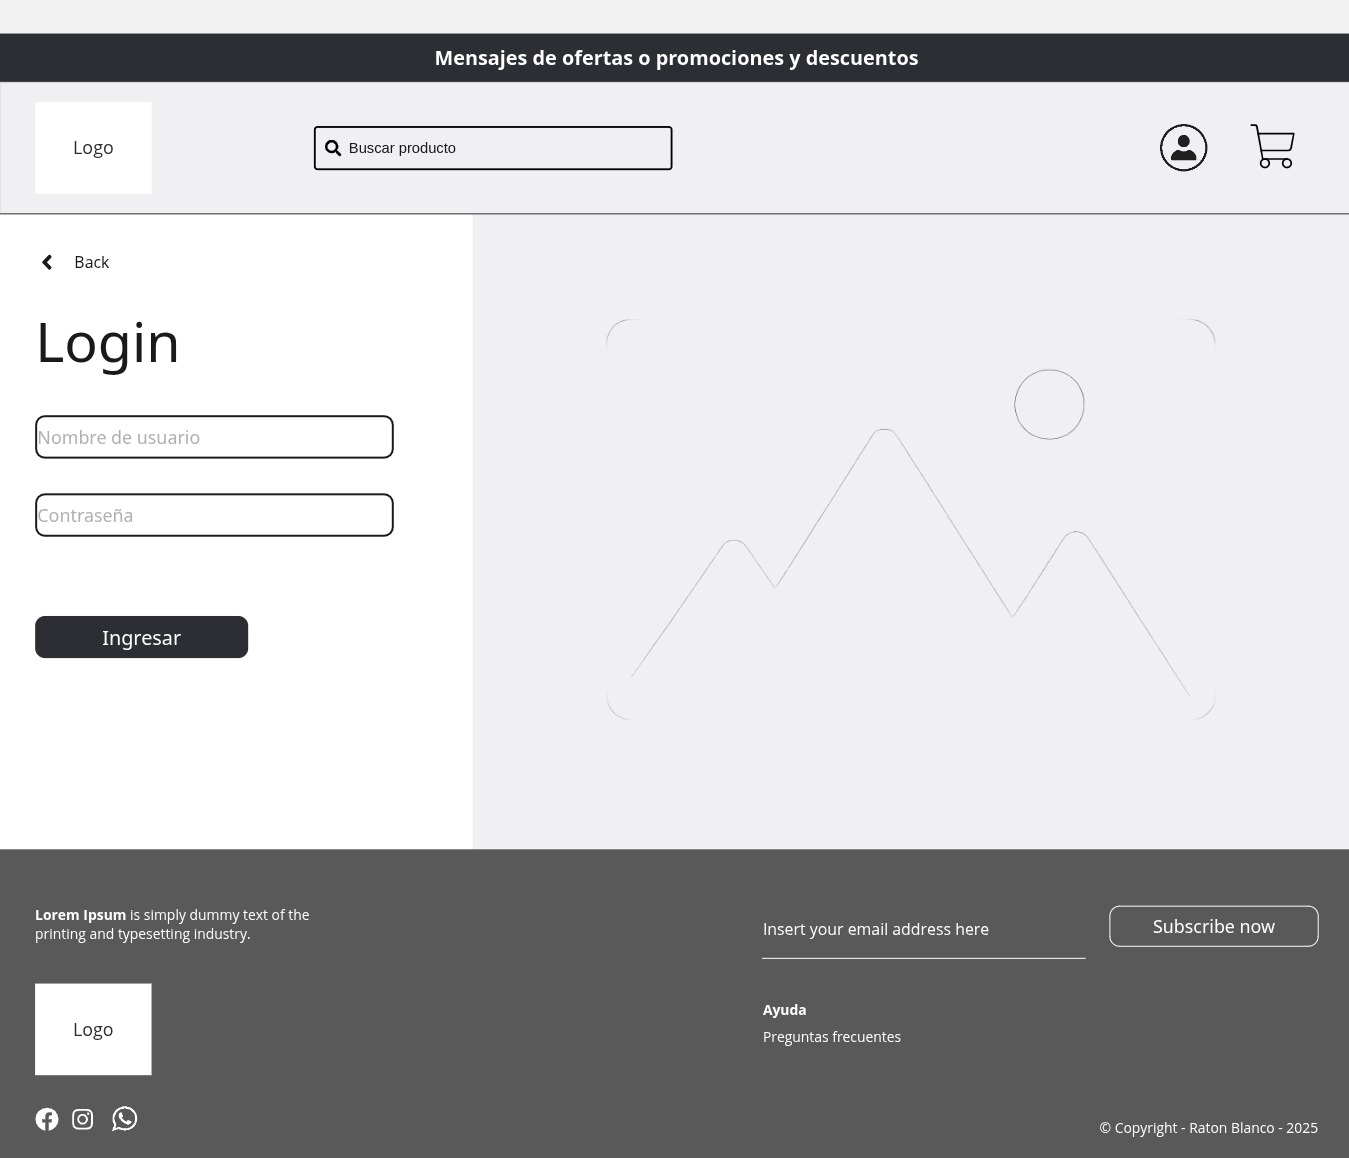 Mensajes de ofertas o promociones y descuentos
Logo
Buscar producto
Back
Login
Nombre de usuario
Contraseña
Ingresar
Lorem Ipsum is simply dummy text of the
printing and typesetting industry.
Insert your email address here
Subscribe now
Logo
Ayuda
Preguntas frecuentes
© Copyright - Raton Blanco - 2025